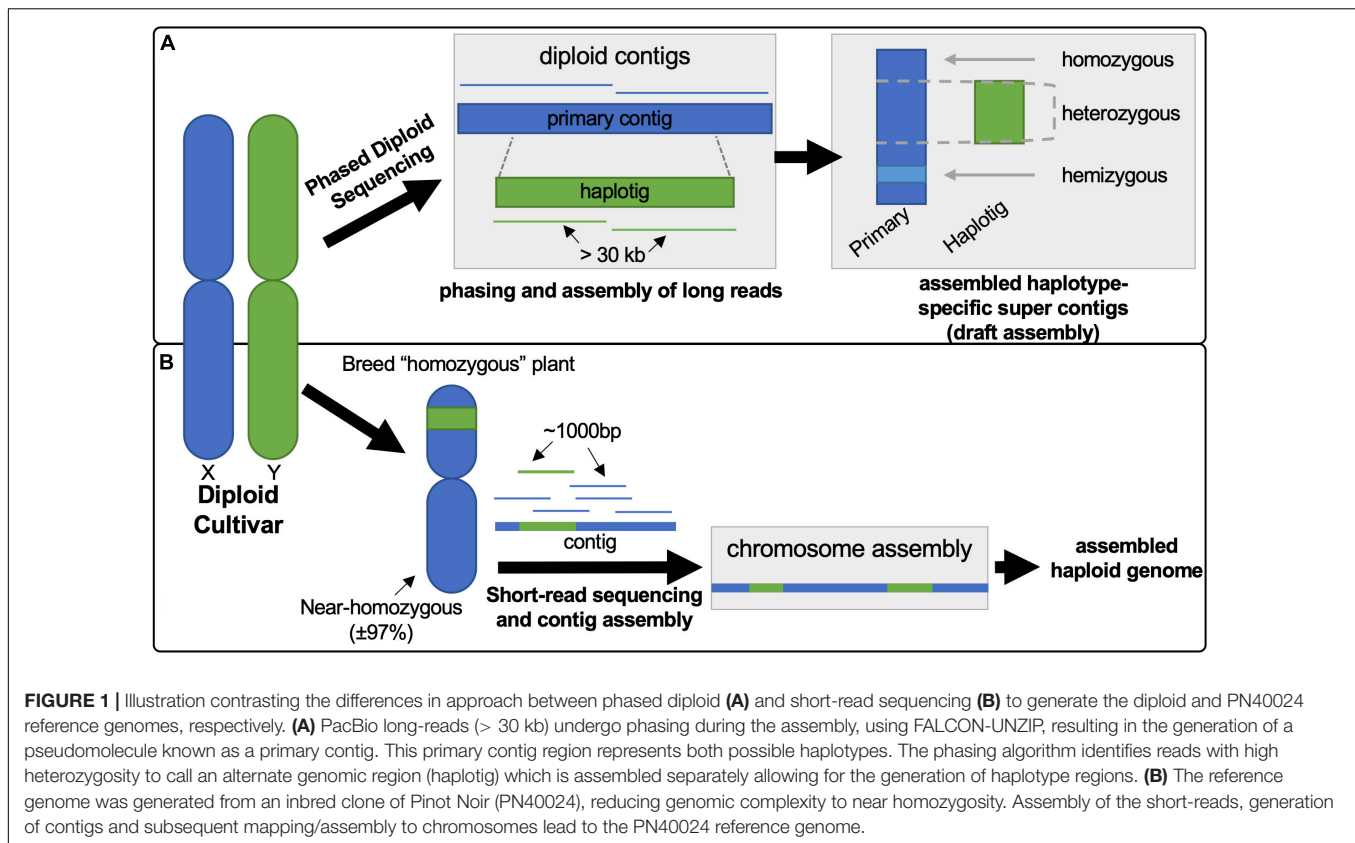 A
diploid contigs
primary contig
haplotig
> 30 kb
phasing and assembly of long reads
Phased Diploid
Sequencing
homozygous
heterozygous
hemizygous
Primary
Haplotig
assembled haplotype-
specific super contigs
(draft assembly)
X
Y
Diploid
Cultivar
B
Breed “homozygous” plant
~1000bp
contig
Near-homozygous
(±97%)
Short-read sequencing
and contig assembly
chromosome assembly
assembled
haploid genome
FIGURE 1 | Illustration contrasting the differences in approach between phased diploid (A) and short-read sequencing (B) to generate the diploid and PN40024
reference genomes, respectively. (A) PacBio long-reads (> 30 kb) undergo phasing during the assembly, using FALCON-UNZIP, resulting in the generation of a
pseudomolecule known as a primary contig. This primary contig region represents both possible haplotypes. The phasing algorithm identifies reads with high
heterozygosity to call an alternate genomic region (haplotig) which is assembled separately allowing for the generation of haplotype regions. (B) The reference
genome was generated from an inbred clone of Pinot Noir (PN40024), reducing genomic complexity to near homozygosity. Assembly of the short-reads, generation
of contigs and subsequent mapping/assembly to chromosomes lead to the PN40024 reference genome.